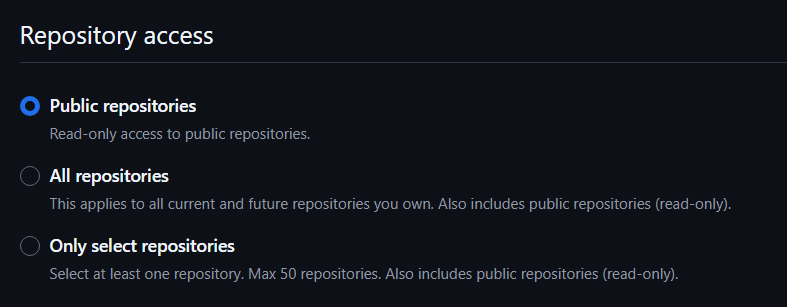 Repository access
Public repositories
Read-only access to public repositories.
All repositories
This applies to all current and future repositories you own. Also includes public repositories (read-only).
Only select repositories
Select at least one repository. Max 50 repositories. Also includes public repositories (read-only).